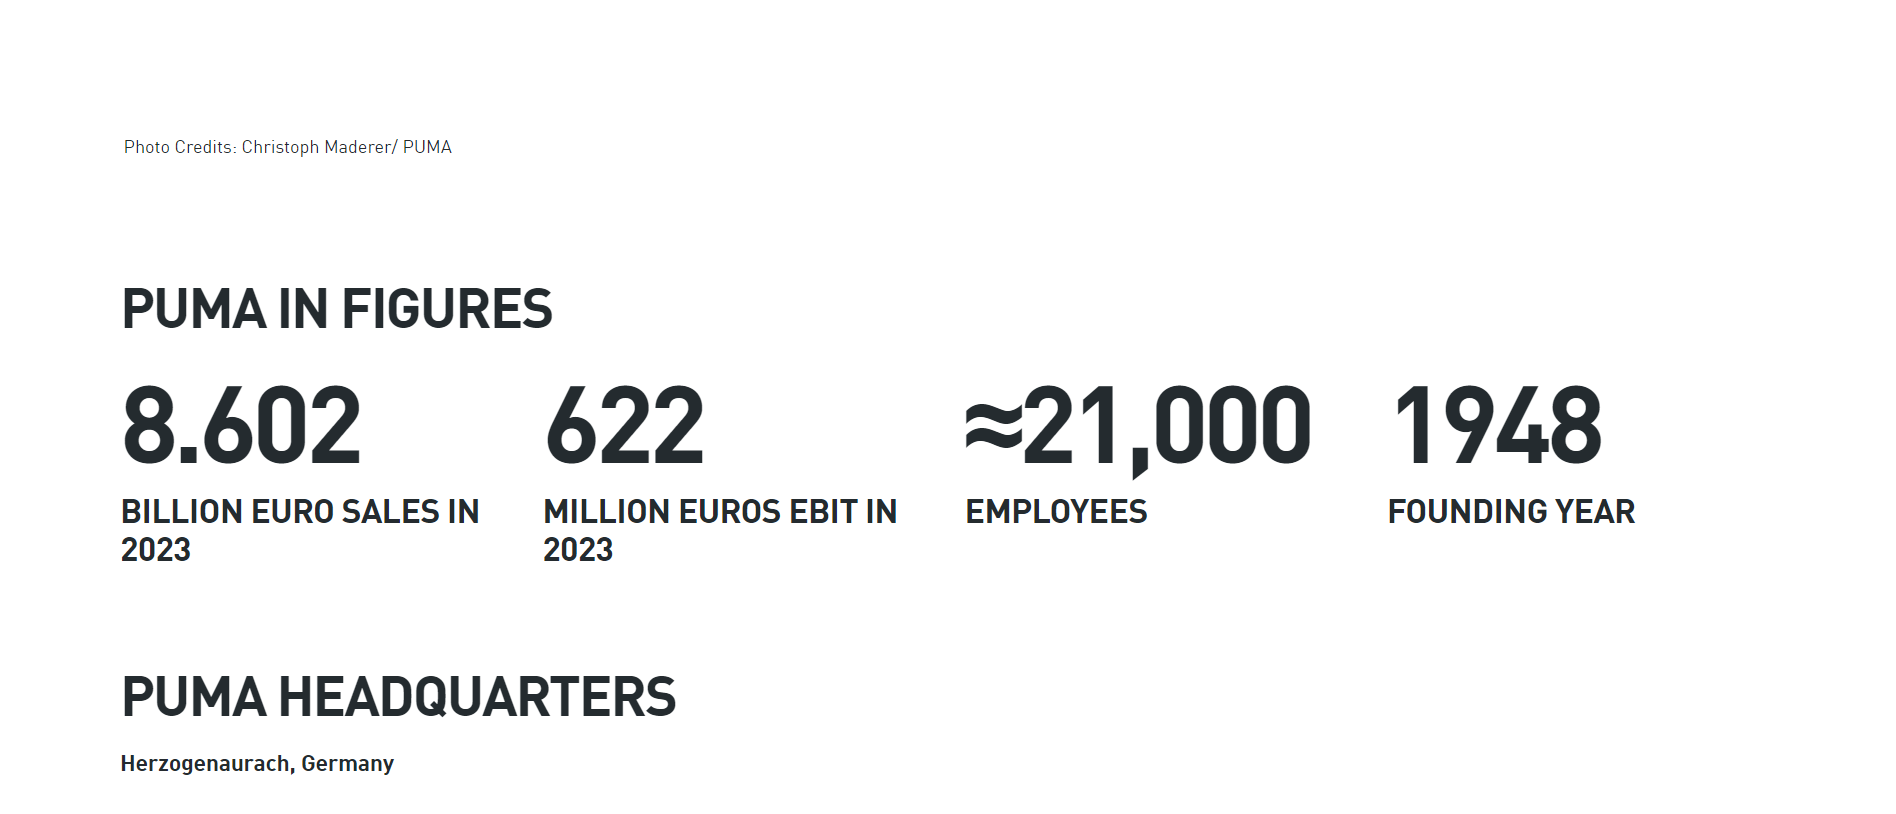 Photo Credits: Christoph Maderer/ PUMA
PUMA IN FIGURES
8.602
BILLION EURO SALES IN
2023
622
MILLION EUROS EBIT IN
2023
≈21,000
EMPLOYEES
1948
FOUNDING YEAR
PUMA HEADQUARTERS
Herzogenaurach, Germany